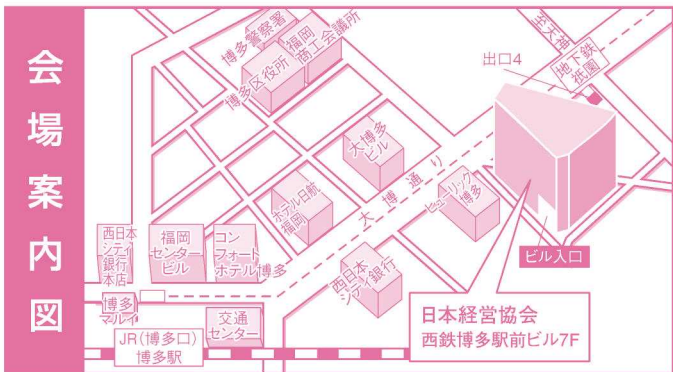 会場案内図
博多警察署
福岡
商工会議所
博多区役所
至天神
地下鉄
祇園
出口4
大博多
ビル
大博通り
ヒューリック
博多
ホテル日航
福岡
西日本
シティ
銀行
本店
福岡
センター
ビル
コン
フォート
ホテル博多
西日本
シティ銀行
ビル入口
博多
マルイ
交通
センター
JR(博多口)
博多駅
日本経営協会
西鉄博多駅前ビル7F